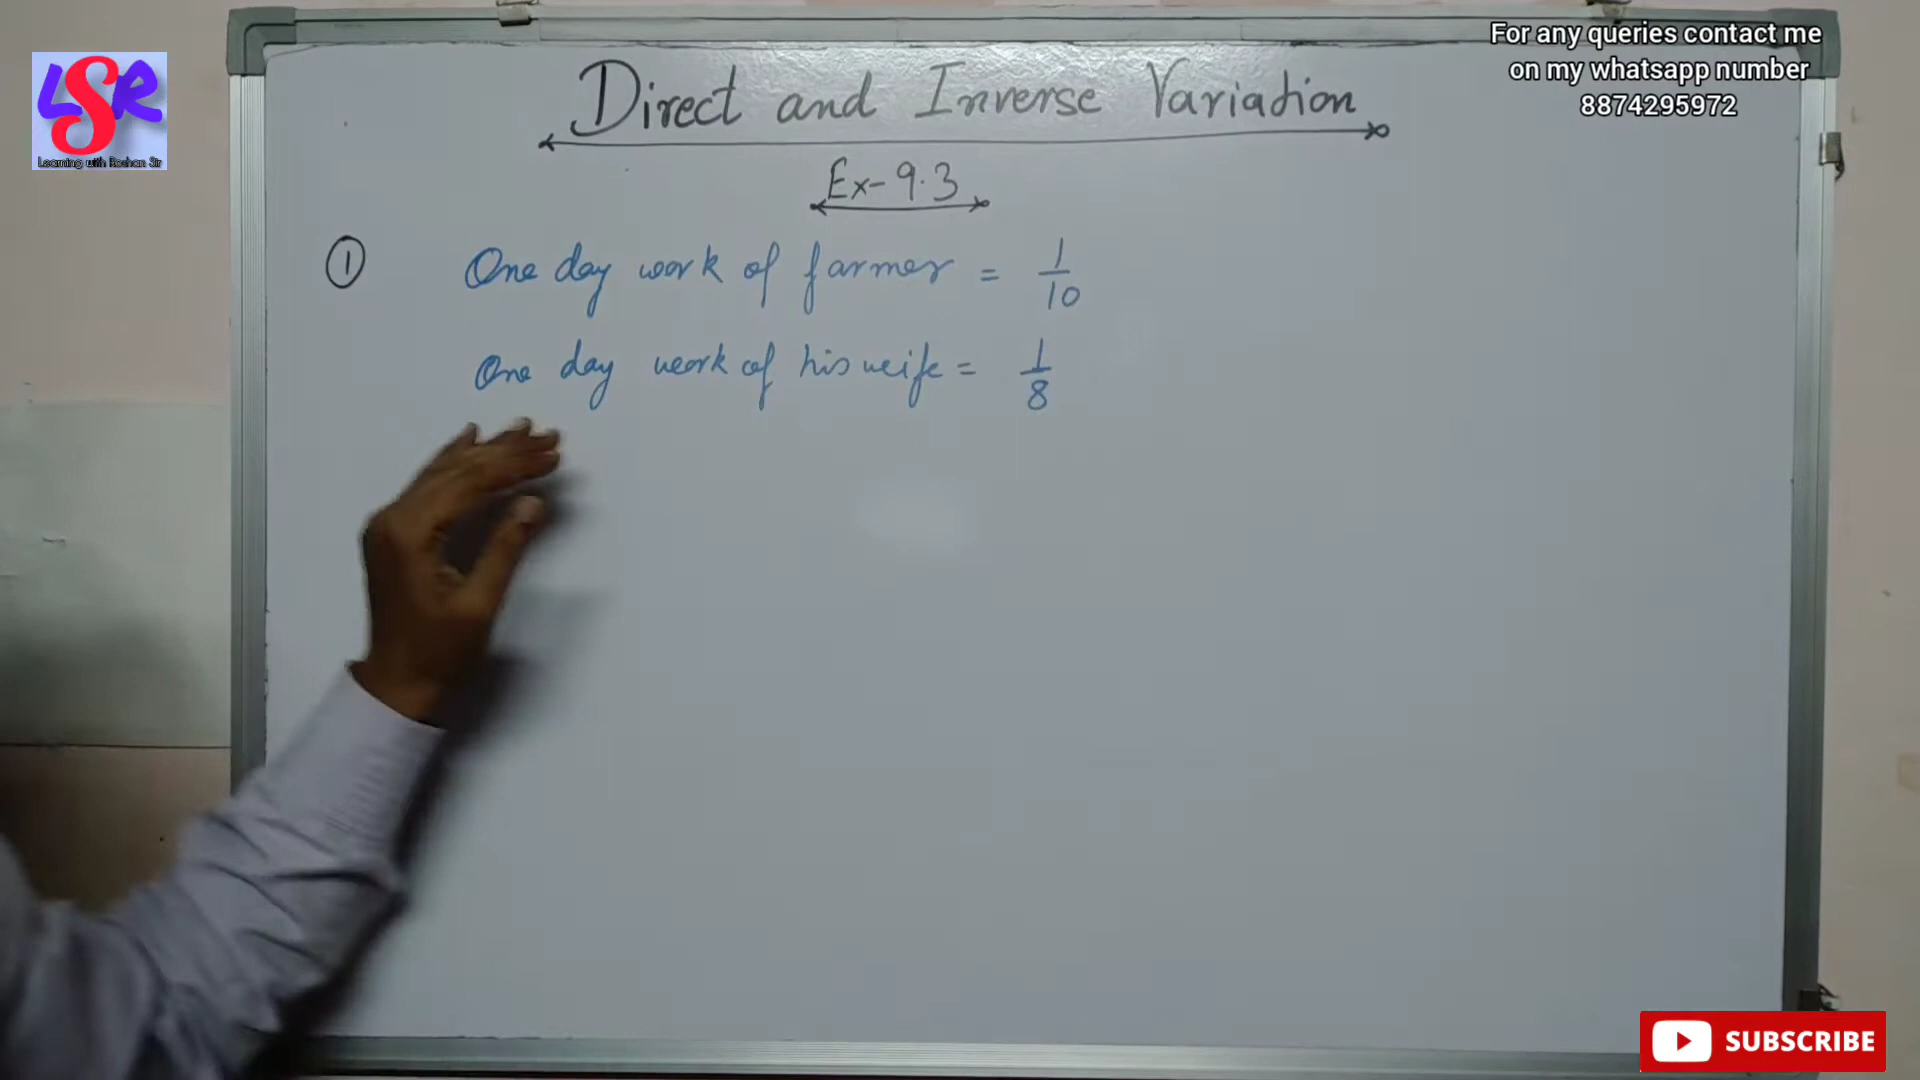 LSR
Learning with Roshan Sir
For any queries contact me
on my whatsapp number
8874295972
Direct and Inverse Variation
Ex-9.3
① One day work of farmer = 1/10
One day work of his wife = 1/8
SUBSCRIBE